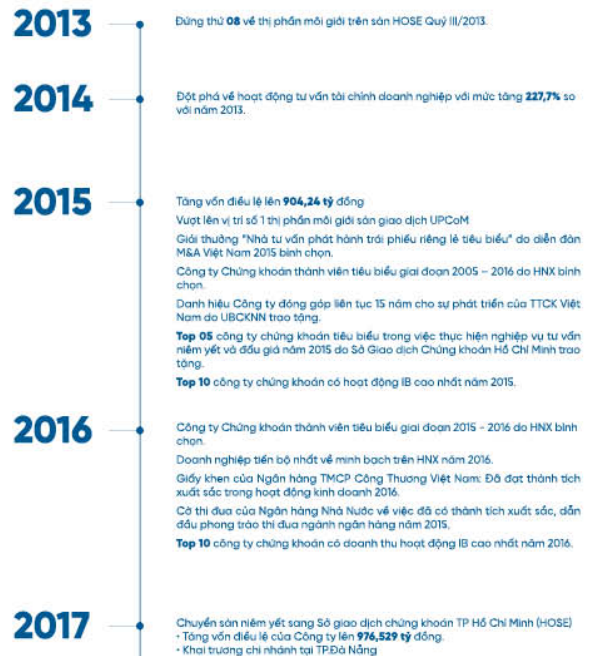 2013
Đứng thứ 08 về thị phần môi giới trên sàn HOSE Quý III/2013.
2014
Đột phá về hoạt động tư vấn tài chính doanh nghiệp với mức tăng 227,7% so
với năm 2013.
2015
Tăng vốn điều lệ lên 904,24 tỷ đồng
Vượt lên vị trí số 1 thị phần môi giới sàn giao dịch UPCoM
Giải thưởng "Nhà tư vấn phát hành trái phiếu riêng lẻ tiêu biểu" do diễn đàn
M&A Việt Nam 2015 bình chọn.
Công ty Chứng khoán thành viên tiêu biểu giai đoạn 2005 – 2016 do HNX bình
chọn.
Danh hiệu Công ty đóng góp liên tục 15 năm cho sự phát triển của TTCK Việt
Nam do UBCKNN trao tặng.
Top 05 công ty chứng khoán tiêu biểu trong việc thực hiện nghiệp vụ tư vấn
niêm yết và đấu giá năm 2015 do Sở Giao dịch Chứng khoán Hồ Chí Minh trao
tặng.
Top 10 công ty chứng khoán có hoạt động IB cao nhất năm 2015.
2016
Công ty Chứng khoán thành viên tiêu biểu giai đoạn 2015 - 2016 do HNX bình
chọn.
Doanh nghiệp tiến bộ nhất về minh bạch trên HNX năm 2016.
Giấy khen của Ngân hàng TMCP Công Thương Việt Nam: Đã đạt thành tích
xuất sắc trong hoạt động kinh doanh 2016.
Cờ thi đua của Ngân hàng Nhà Nước về việc đã có thành tích xuất sắc, dẫn
đầu phong trào thi đua ngành ngân hàng năm 2015.
Top 10 công ty chứng khoán có doanh thu hoạt động IB cao nhất năm 2016.
2017
Chuyển sàn niêm yết sang Sở giao dịch chứng khoán TP Hồ Chí Minh (HOSE)
• Tăng vốn điều lệ của Công ty lên 976,529 tỷ đồng.
• Khai trương chi nhánh tại TP.Đà Nẵng